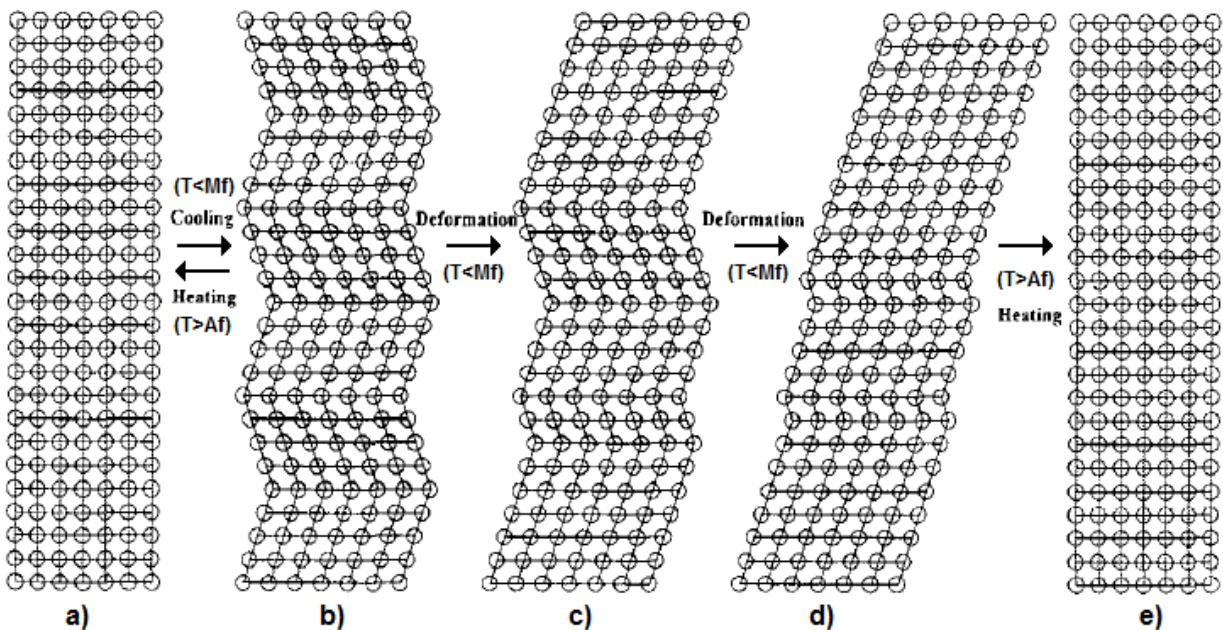 (T<Mf)
Cooling
Heating
(T>Af)
Deformation
(T<Mf)
Deformation
(T<Mf)
(T>Af)
Heating
a)
b)
c)
d)
e)